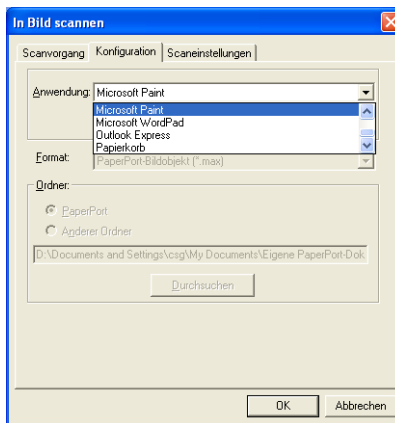 In Bild scannen
Scanvorgang Konfiguration Scaneinstellungen
Anwendung: Microsoft Paint
Microsoft Paint
Microsoft WordPad
Outlook Express
Papierkorb
Format: PaperPort-Bildobjekt (*.max)
Ordner:
PaperPort
Anderer Ordner
D:\Documents and Settings\csg\My Documents\Eigene PaperPort-Dok
Durchsuchen
OK Abbrechen